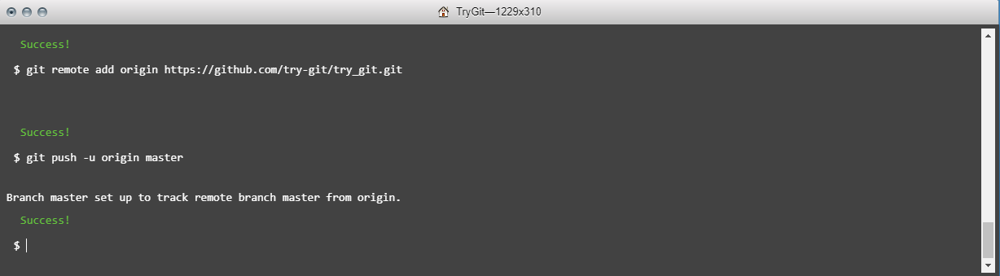 TryGit—1229x310
Success!
$ git remote add origin https://github.com/try-git/try_git.git
Success!
$ git push -u origin master
Branch master set up to track remote branch master from origin.
Success!
$